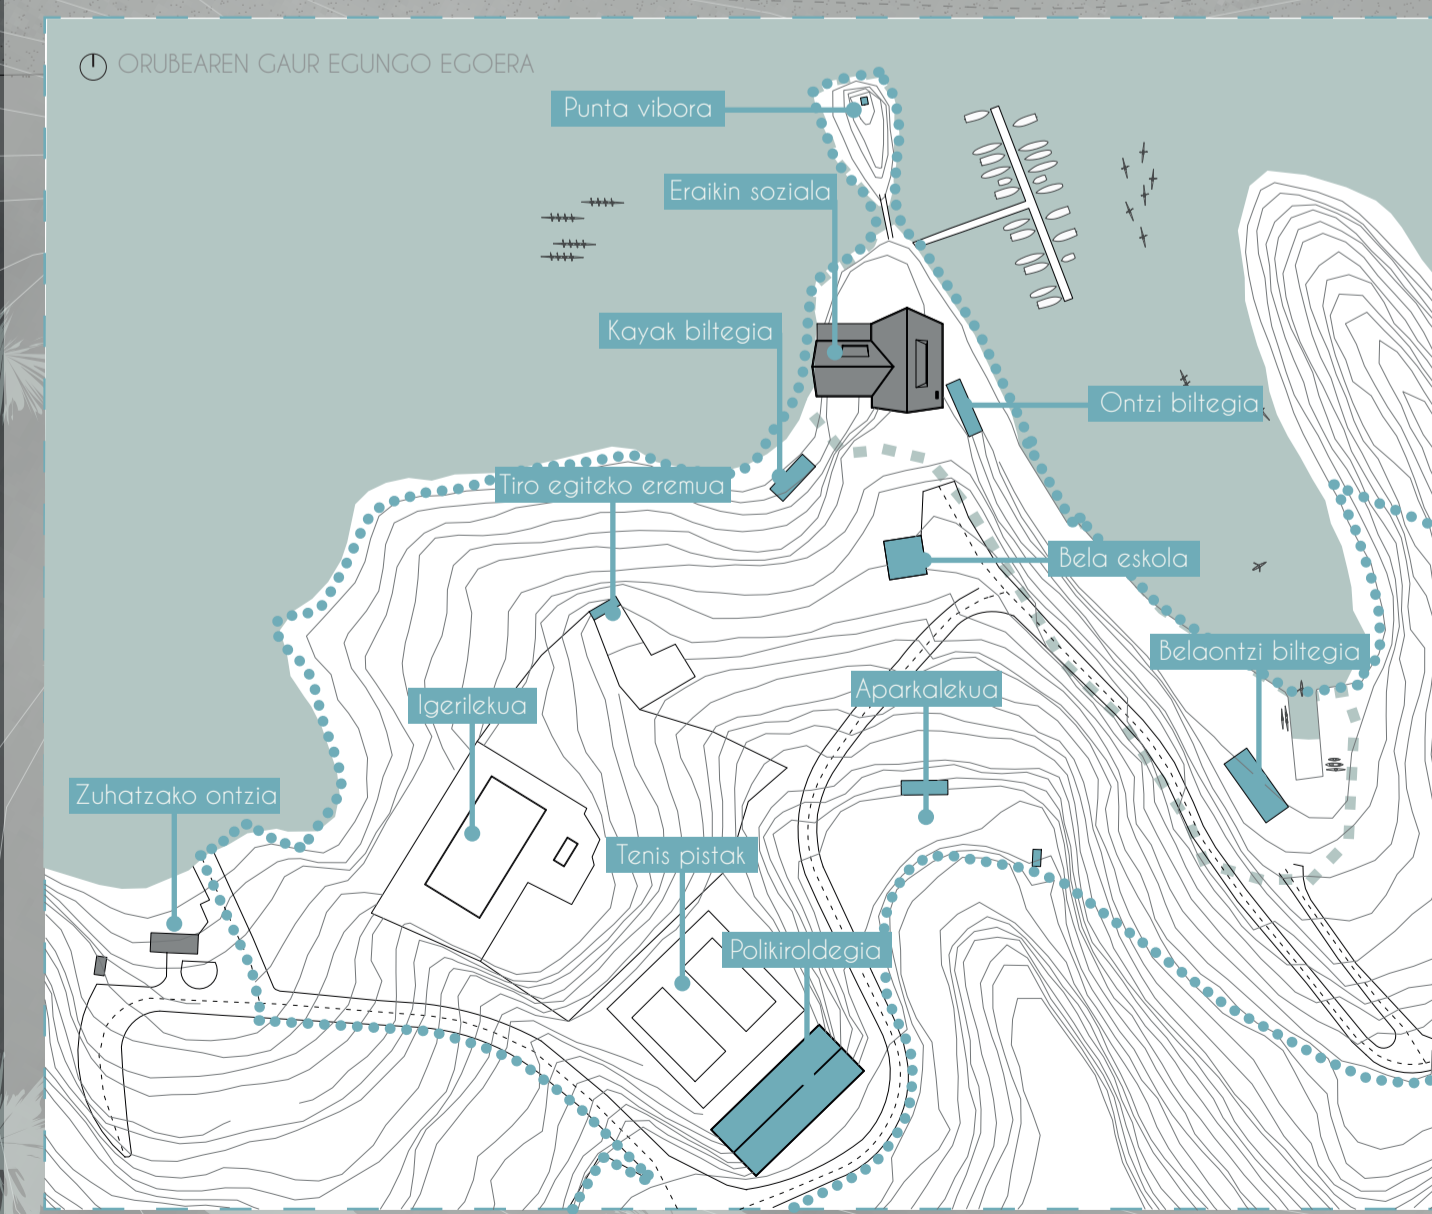 ORUBEAREN GAUR EGUNGO EGOERA
Punta vibora
Eraikin soziala
Kayak biltegia
Ontzi biltegia
Tiro egiteko eremua
Bela eskola
Belaontzi biltegia
Aparkalekua
Igerilekua
Zuhatzako ontzia
Tenis pistak
Polikiroldegia